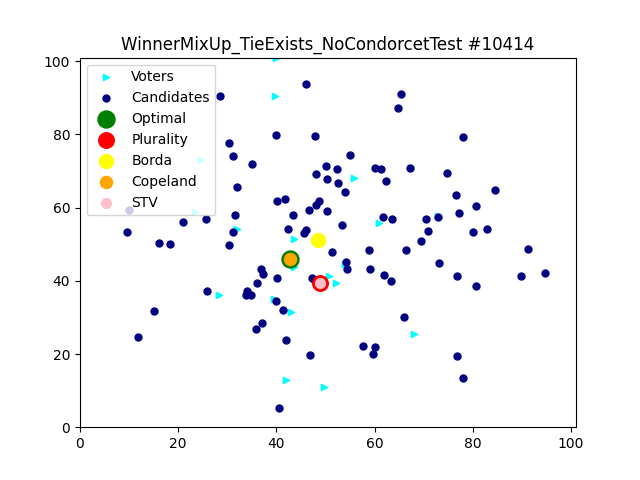 WinnerMixUp_TieExists_NoCondorcetTest #10414
100
80
60
40
20
0
Voters
Candidates
Optimal
Plurality
Borda
Copeland
STV
0 20 40 60 80 100